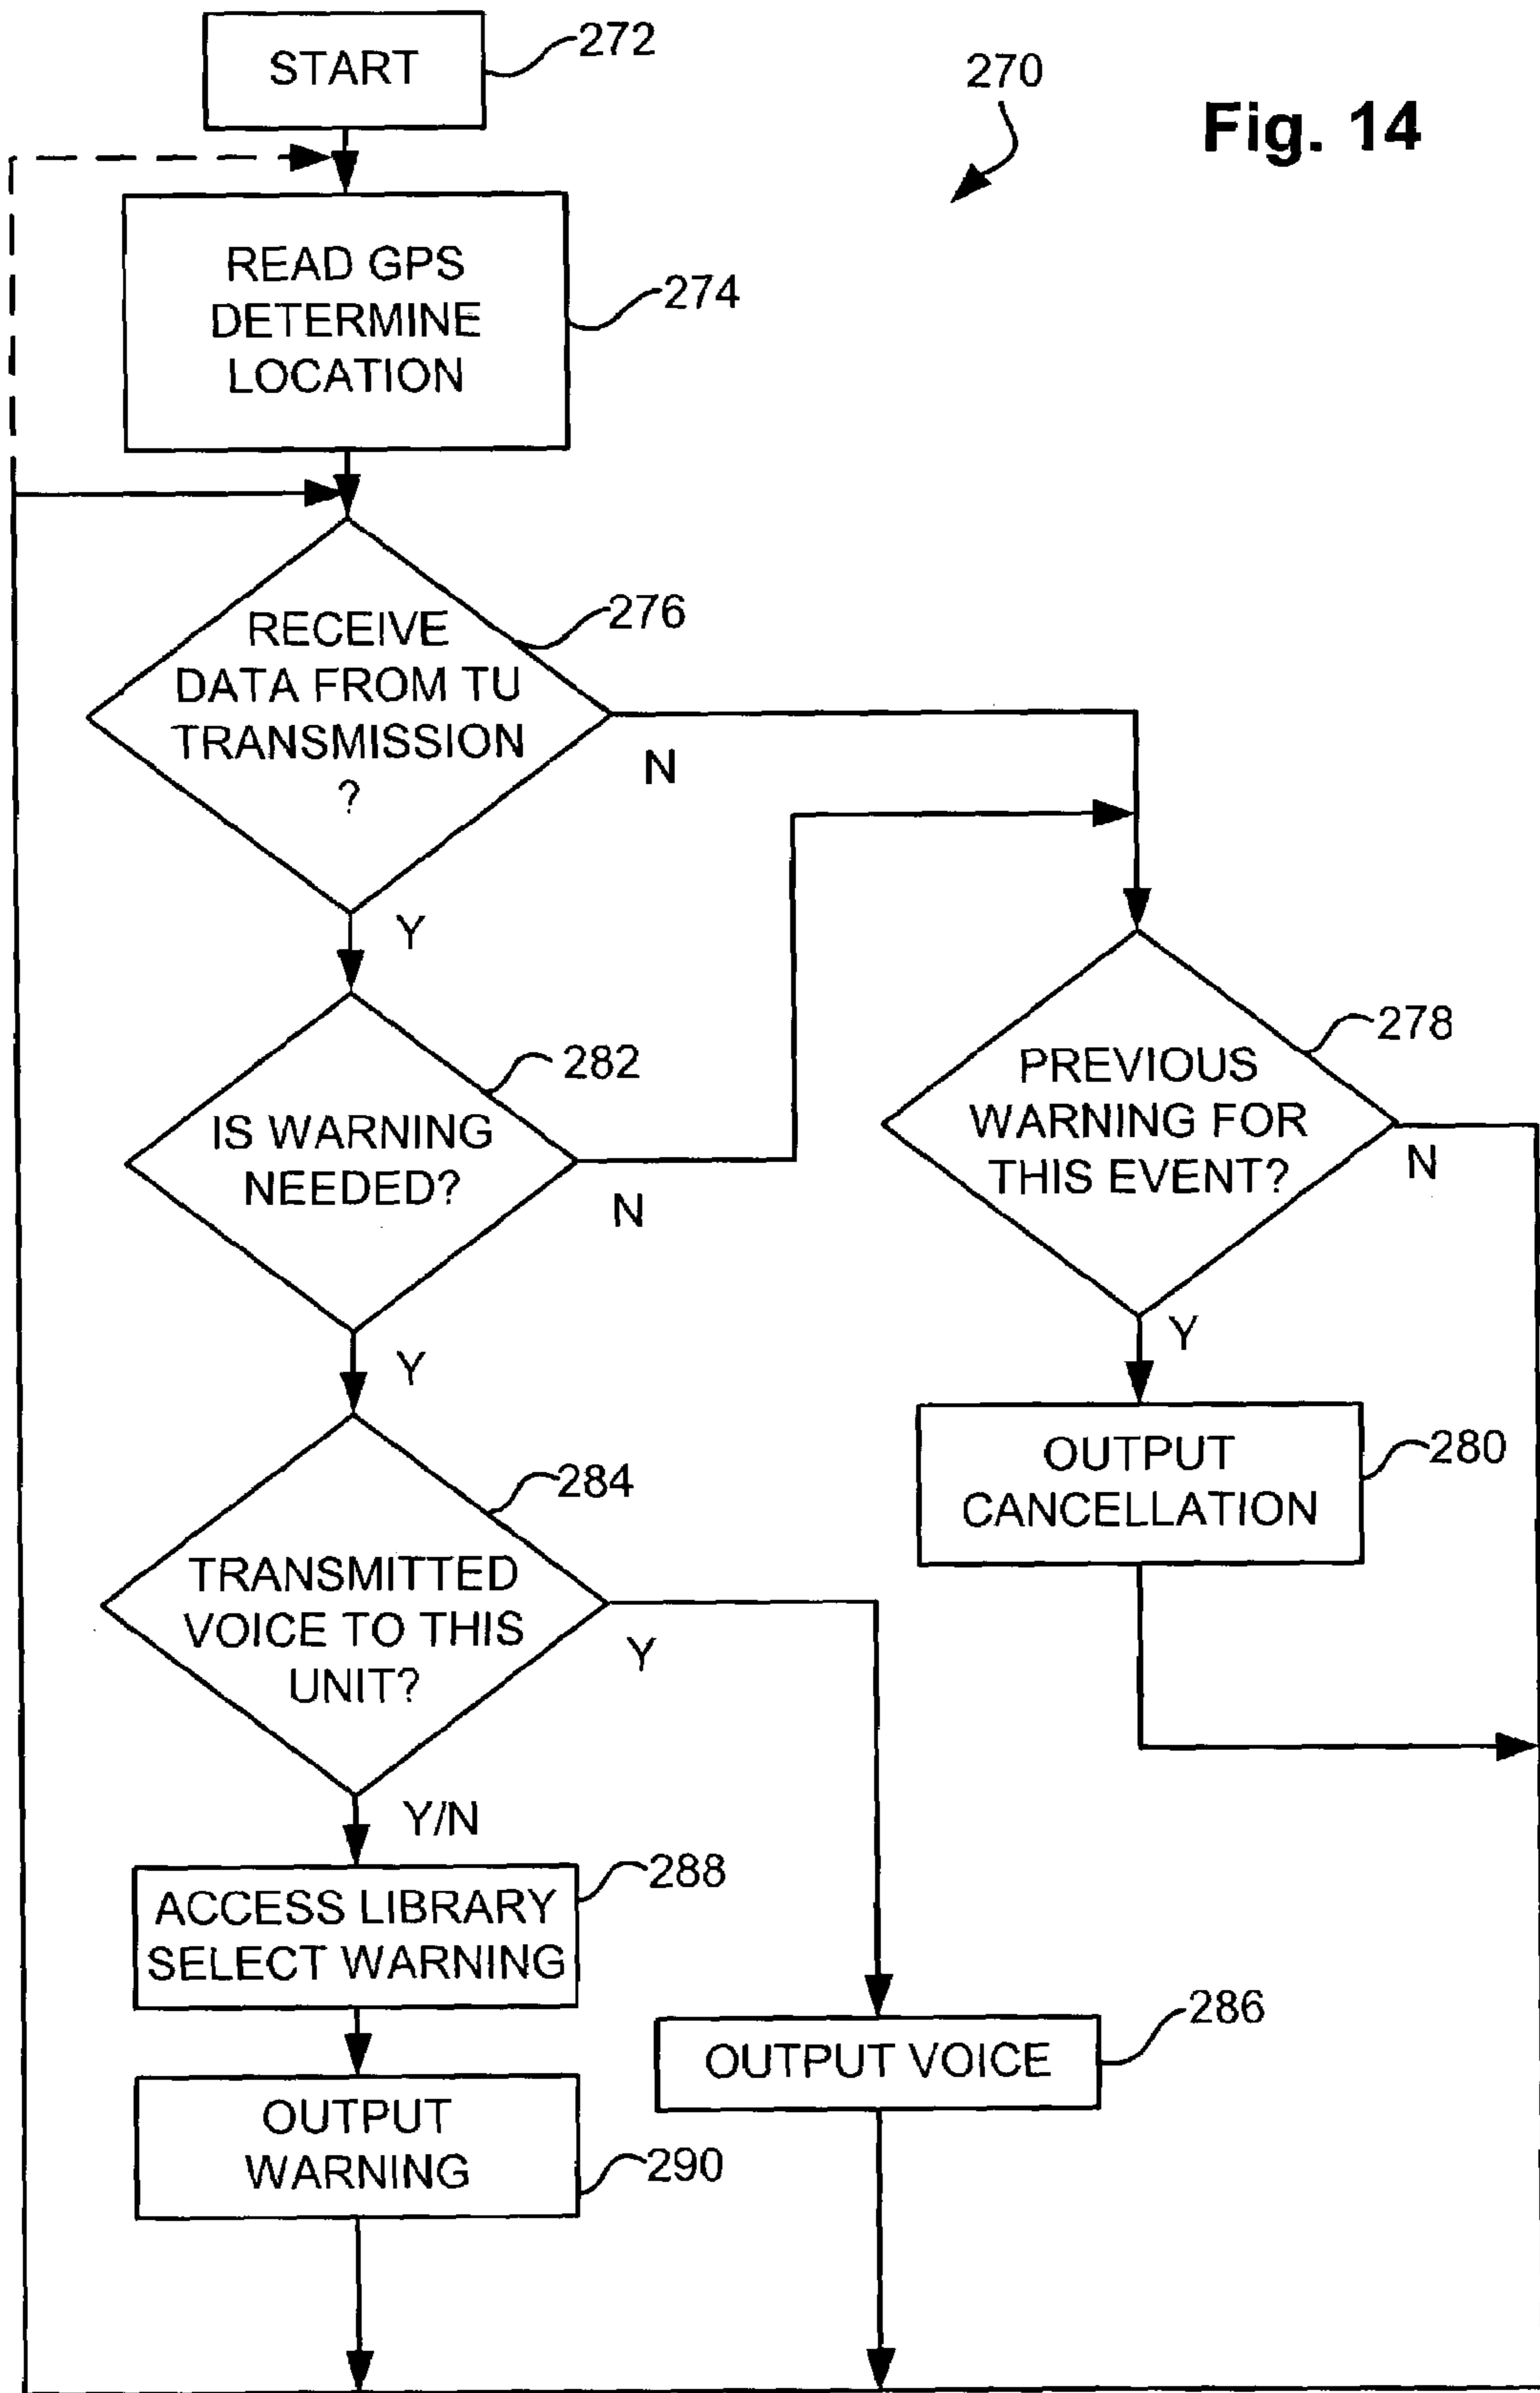 START
272
270
Fig. 14
READ GPS
DETERMINE
LOCATION
274
RECEIVE
DATA FROM TU
TRANSMISSION
?
276
N
Y
IS WARNING
NEEDED?
282
N
Y
PREVIOUS
WARNING FOR
THIS EVENT?
278
N
Y
OUTPUT
CANCELLATION
280
TRANSMITTED
VOICE TO THIS
UNIT?
284
Y
Y/N
ACCESS LIBRARY
SELECT WARNING
288
OUTPUT VOICE
286
OUTPUT
WARNING
290